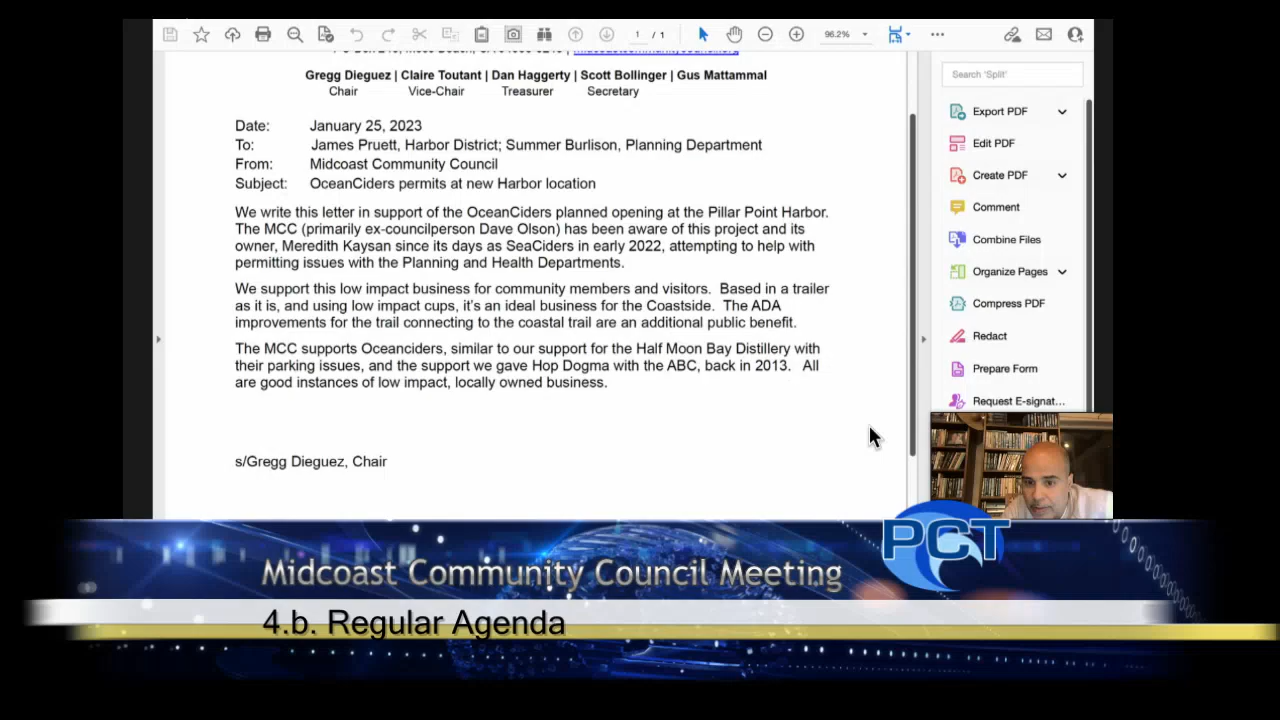 1 / 1
96.2%
Gregg Dieguez | Claire Toutant | Dan Haggerty | Scott Bollinger | Gus Mattammal
Chair Vice-Chair Treasurer Secretary
Date: January 25, 2023
To: James Pruett, Harbor District; Summer Burlison, Planning Department
From: Midcoast Community Council
Subject: OceanCiders permits at new Harbor location
We write this letter in support of the OceanCiders planned opening at the Pillar Point Harbor.
The MCC (primarily ex-councilperson Dave Olson) has been aware of this project and its
owner, Meredith Kaysan since its days as SeaCiders in early 2022, attempting to help with
permitting issues with the Planning and Health Departments.
We support this low impact business for community members and visitors. Based in a trailer
as it is, and using low impact cups, it's an ideal business for the Coastside. The ADA
improvements for the trail connecting to the coastal trail are an additional public benefit.
The MCC supports Oceanciders, similar to our support for the Half Moon Bay Distillery with
their parking issues, and the support we gave Hop Dogma with the ABC, back in 2013. All
are good instances of low impact, locally owned business.
s/Gregg Dieguez, Chair
Search 'Split'
Export PDF
Edit PDF
Create PDF
Comment
Combine Files
Organize Pages
Compress PDF
Redact
Prepare Form
Request E-signat...
PCT
Midcoast Community Council Meeting
4.b. Regular Agenda